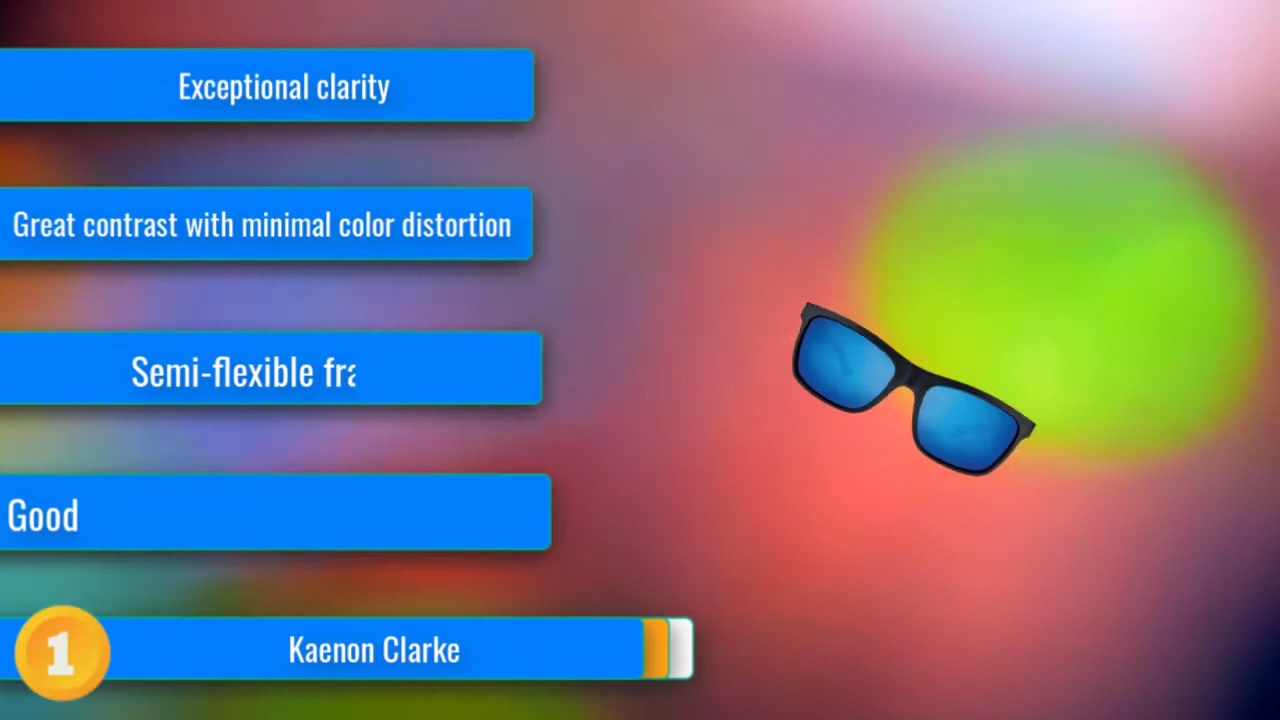 Exceptional clarity
Great contrast with minimal color distortion
Semi-flexible fra
Good
1
Kaenon Clarke